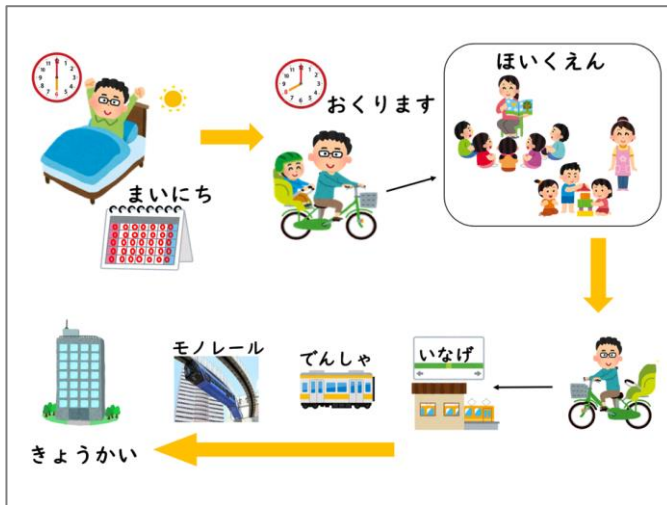 ほいくえん
おくります
まいにち
いなげ
でんしゃ
モノレール
きょうかい